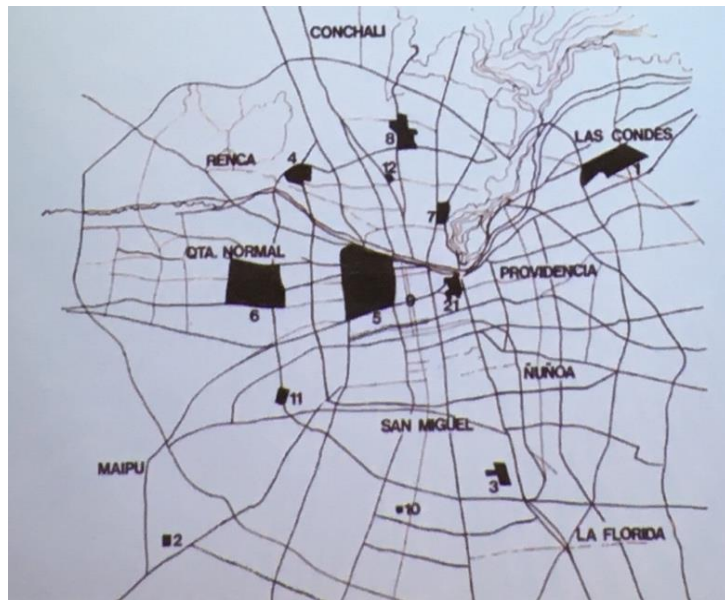 CONCHALI
8
LAS CONDES
RENCA
4
12
1
7
QTA. NORMAL
PROVIDENCIA
6
5
9
21
ÑUÑOA
11
SAN MIGUEL
MAIPU
3
10
2
LA FLORIDA